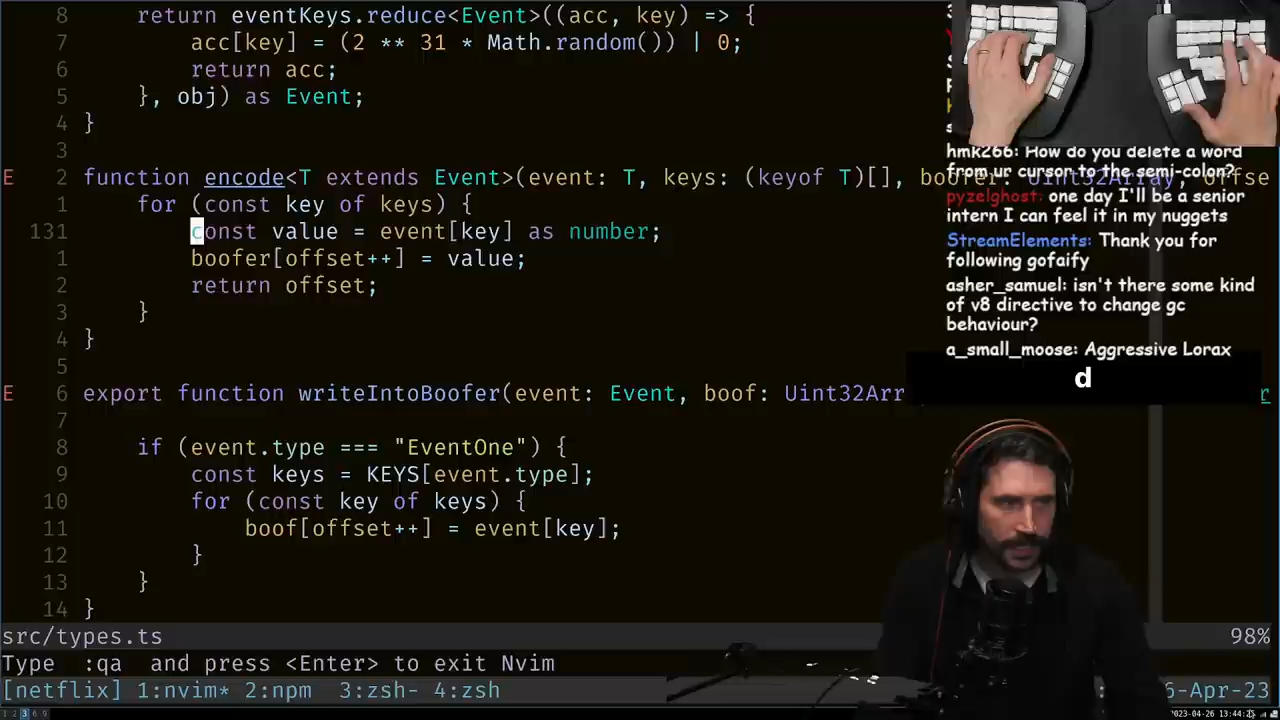 8 return eventKeys.reduce<Event>((acc, key) => {
7 acc[key] = (2 ** 31 * Math.random()) | 0;
6 return acc;
5 }, obj) as Event;
4 }
3
E 2 function encode<T extends Event>(event: T, keys: (keyof T)[], boofer: Uint32Array, offse
1 for (const key of keys) {
131 const value = event[key] as number;
1 boofer[offset++] = value;
2 return offset;
3 }
4 }
5
E 6 export function writeIntoBoofer(event: Event, boof: Uint32Arr
7
8 if (event.type === "EventOne") {
9 const keys = KEYS[event.type];
10 for (const key of keys) {
11 boof[offset++] = event[key];
12 }
13 }
14 }
src/types.ts 98%
Type :qa and press <Enter> to exit Nvim
[netflix] 1:nvim* 2:npm 3:zsh- 4:zsh 6-Apr-23
hmk266: How do you delete a word
from ur cursor to the semi-colon?
pyzelghost: one day I'll be a senior
intern I can feel it in my nuggets
StreamElements: Thank you for
following gofaify
asher_samuel: isn't there some kind
of v8 directive to change gc
behaviour?
a_small_moose: Aggressive Lorax
d